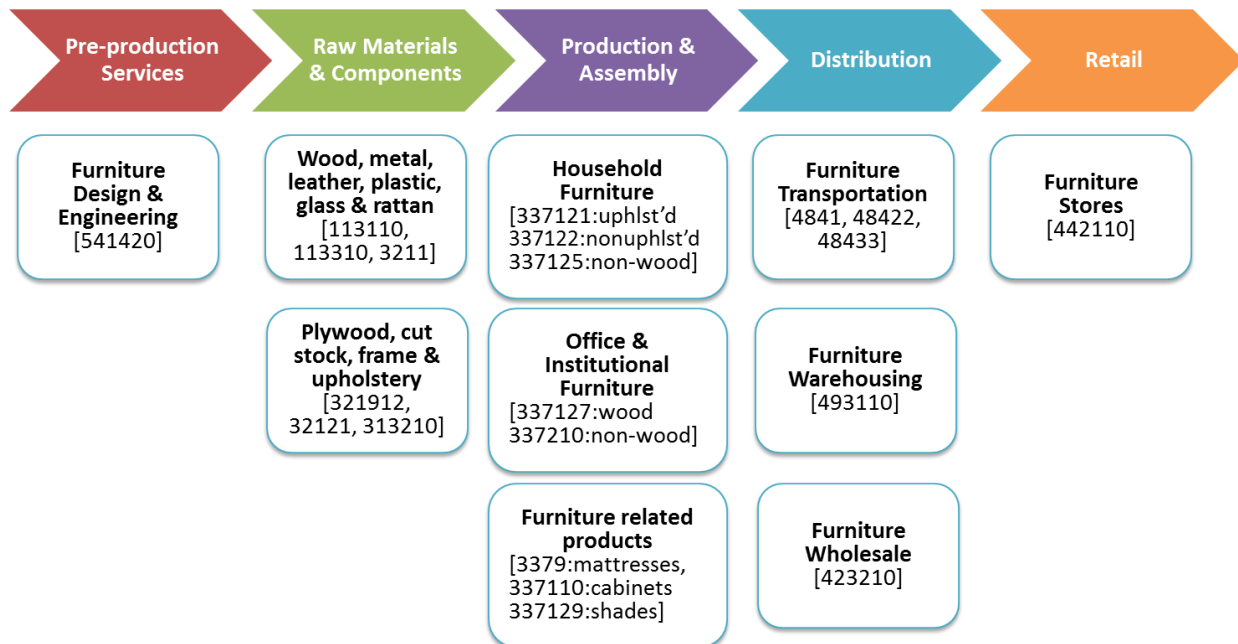 Pre-production
Services
Raw Materials
& Components
Production &
Assembly
Distribution
Retail
Furniture
Design &
Engineering
[541420]
Wood, metal,
leather, plastic,
glass & rattan
[113110,
113310, 3211]
Plywood, cut
stock, frame &
upholstery
[321912,
32121, 313210]
Household
Furniture
[337121:uphlst’d
337122:nonuphlst’d
337125:non-wood]
Office &
Institutional
Furniture
[337127:wood
337210:non-wood]
Furniture related
products
[3379:mattresses,
337110:cabinets
337129:shades]
Furniture
Transportation
[4841, 48422,
48433]
Furniture
Warehousing
[493110]
Furniture
Wholesale
[423210]
Furniture
Stores
[442110]